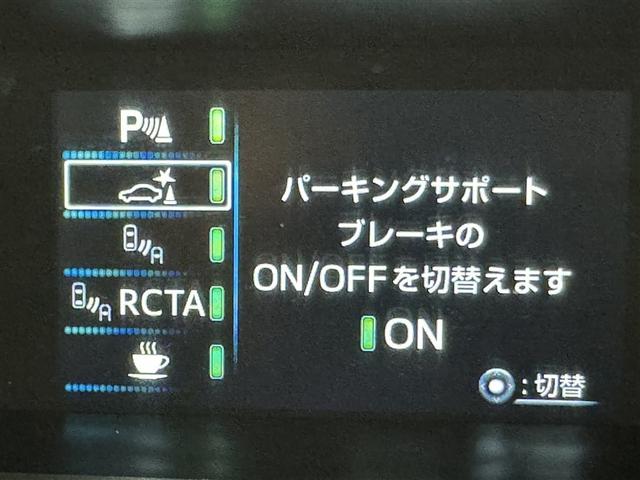 P
RCTA
パーキングサポート
ブレーキの
ON/OFFを切替えます
ON
:切替